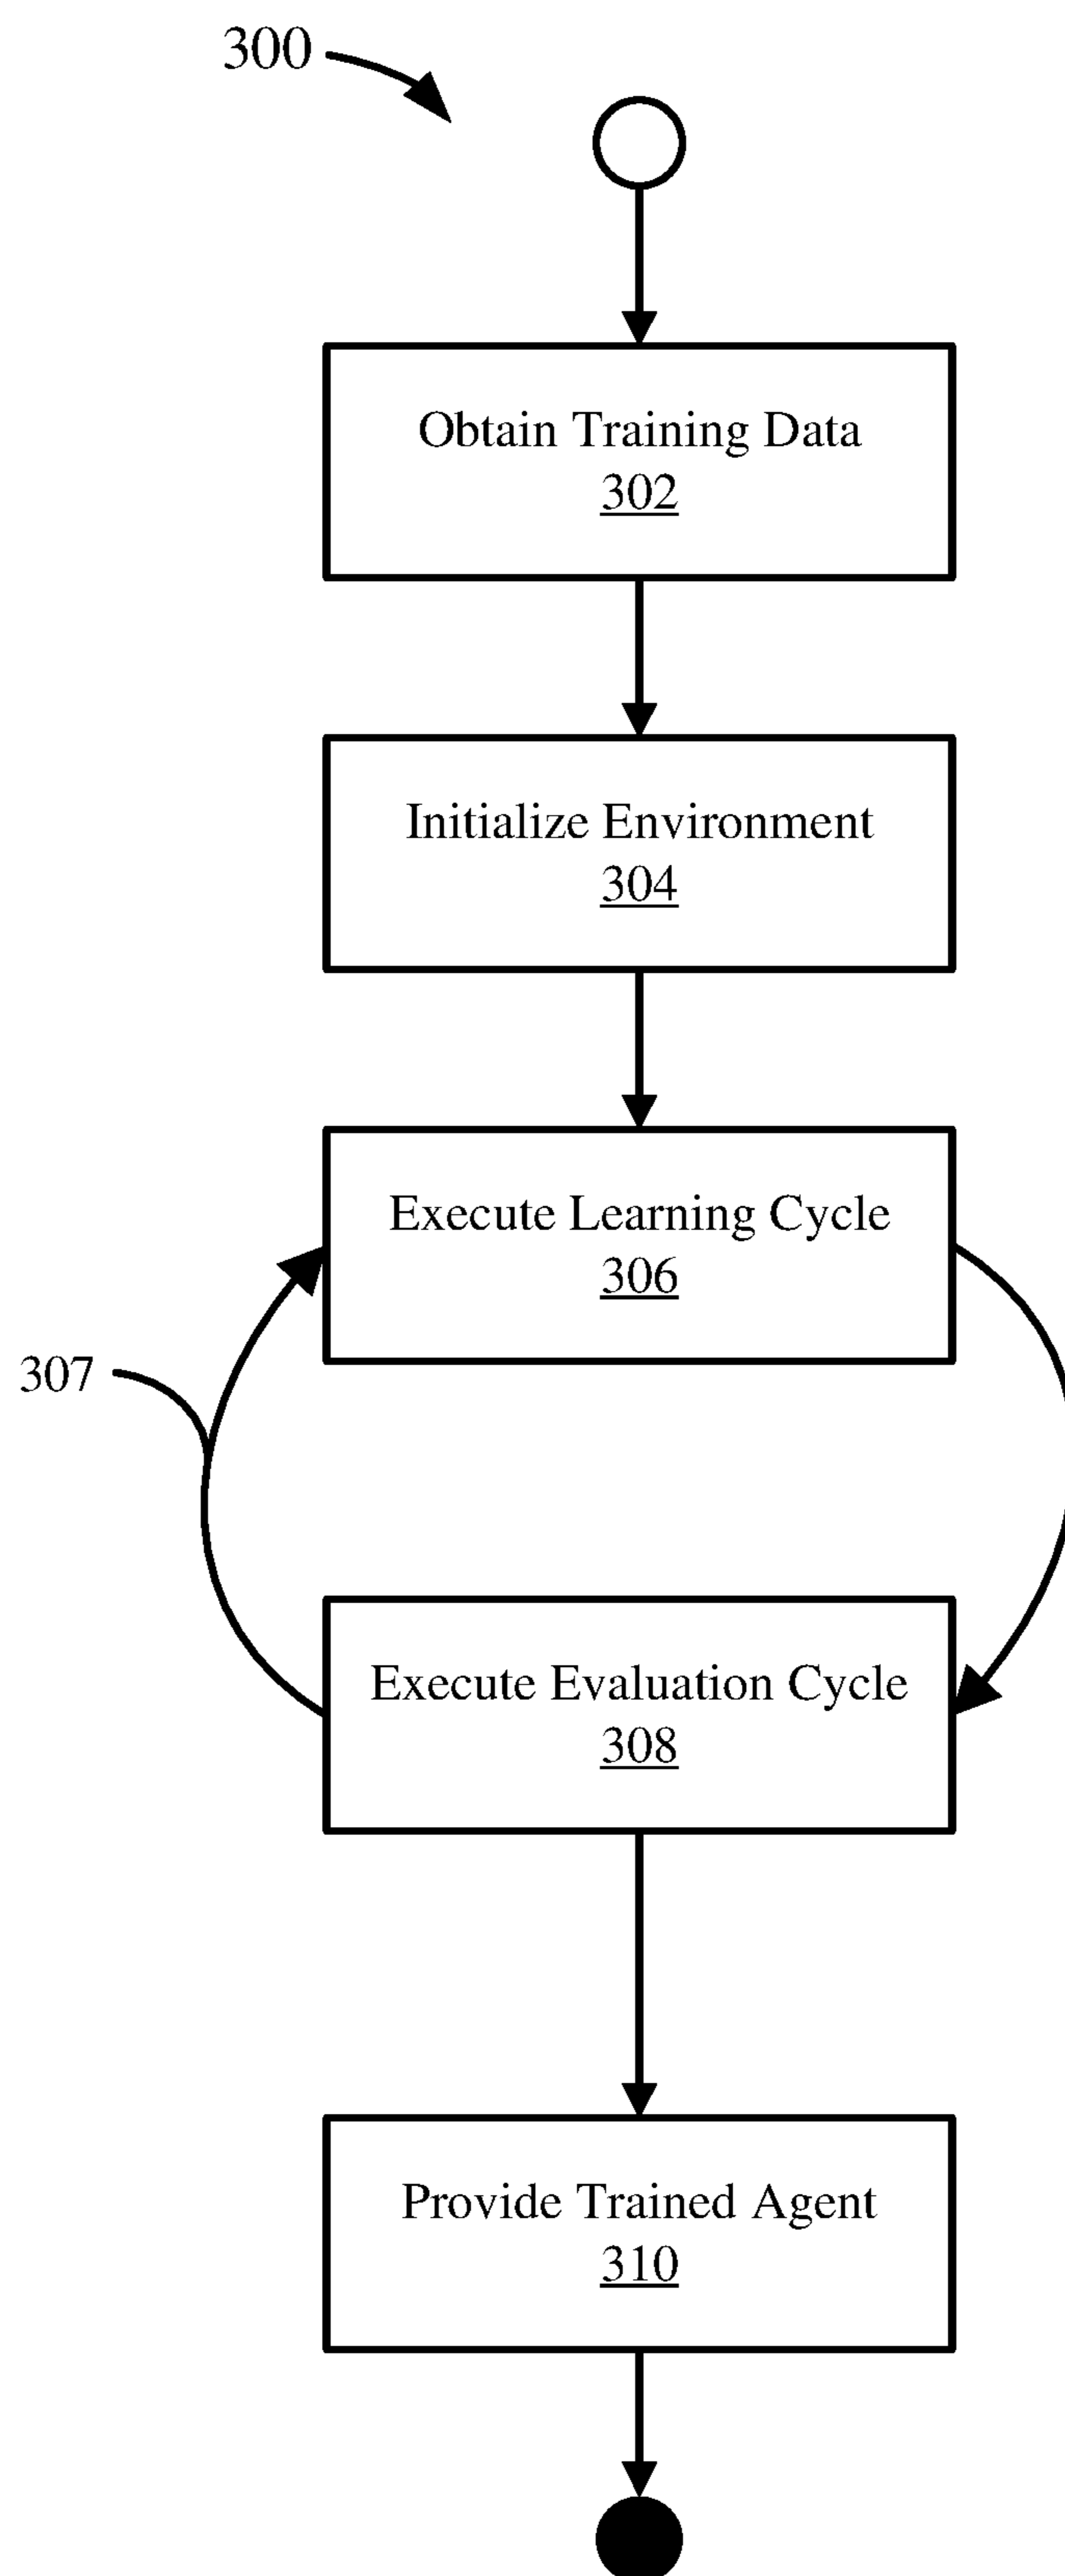 300
Obtain Training Data
302
Initialize Environment
304
Execute Learning Cycle
306
307
Execute Evaluation Cycle
308
Provide Trained Agent
310